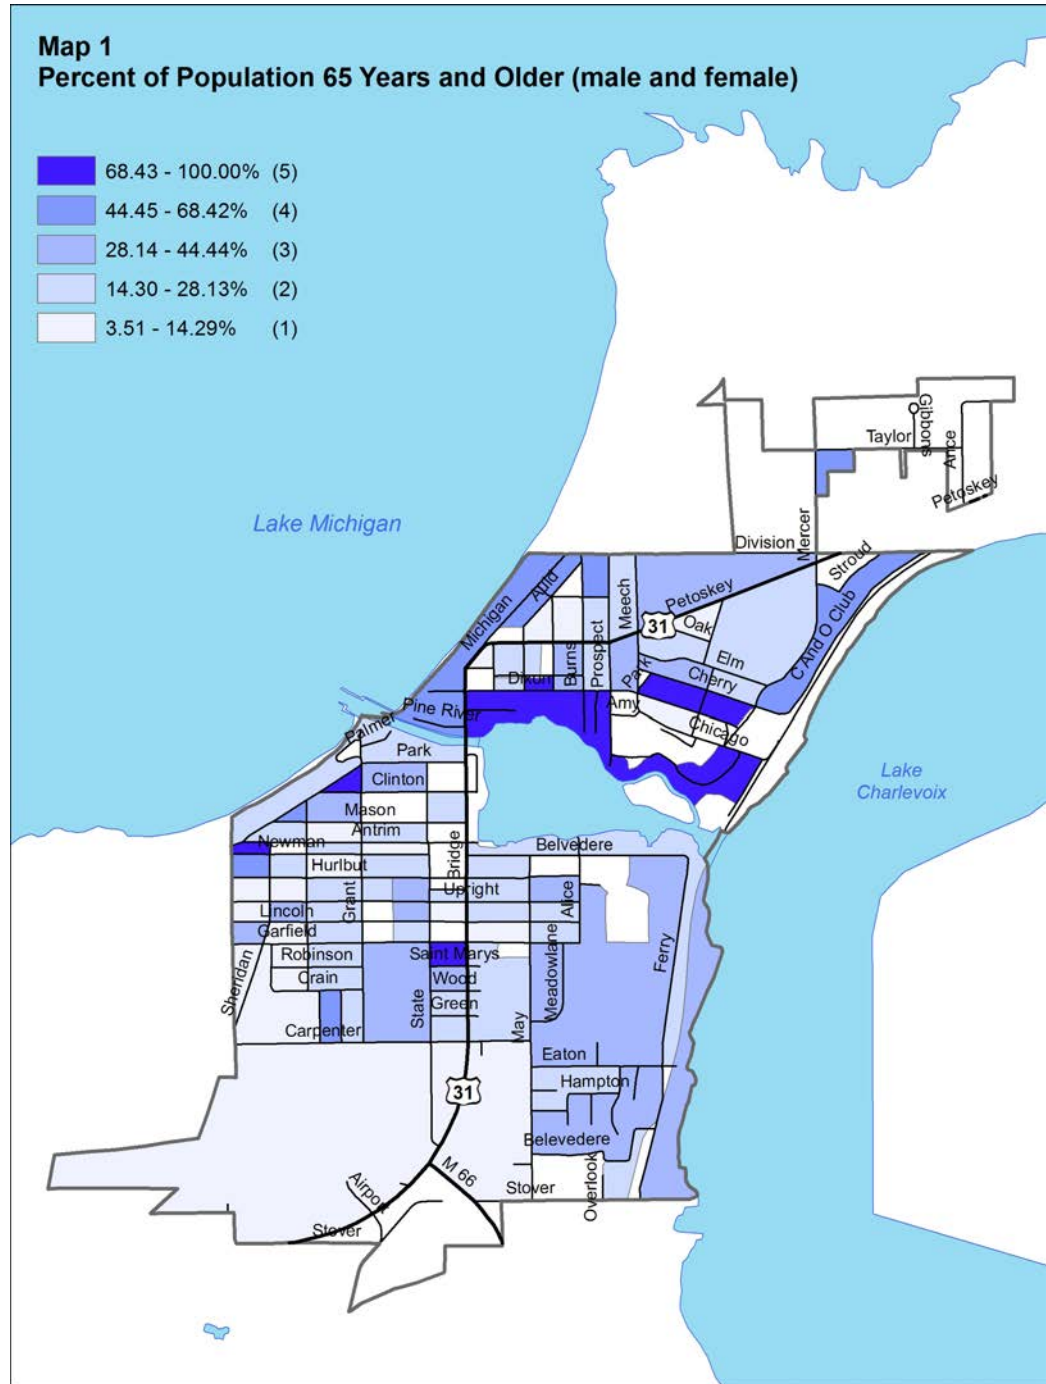 Map 1
Percent of Population 65 Years and Older (male and female)
68.43 - 100.00% (5)
44.45 - 68.42% (4)
28.14 - 44.44% (3)
14.30 - 28.13% (2)
3.51 - 14.29% (1)
Gibbons
Taylor
Ance
Petoskey
Lake Michigan
Mercer
Division
Stroud
Auld
Michigan
Meech
Petoskey
31
Oak
C And O Club
Burns
Prospect
Park
Elm
Dixon
Cherry
Amy
Pine River
Chicago
Palmer
Park
Lake
Charlevoix
Clinton
Mason
Antrim
Newman
Bridge
Belvedere
Hurlbut
Grant
Upright
Alice
Lincoln
Garfield
Robinson
Saint Marys
Meadowlane
Ferry
Sheridan
Crain
Wood
State
Green
May
Carpenter
Eaton
Hampton
31
Belevedere
M 66
Airport
Stover
Overlook
Stover